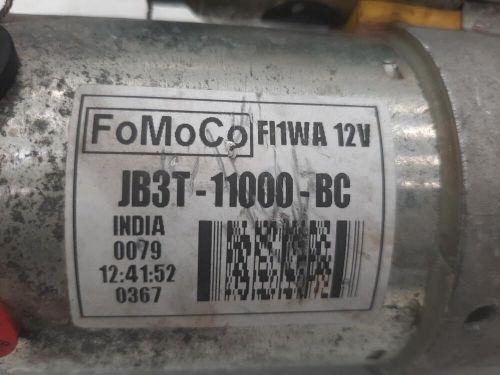 FoMoCo FI1WA 12V
JB3T-11000-BC
INDIA
0079
12:41:52
0367